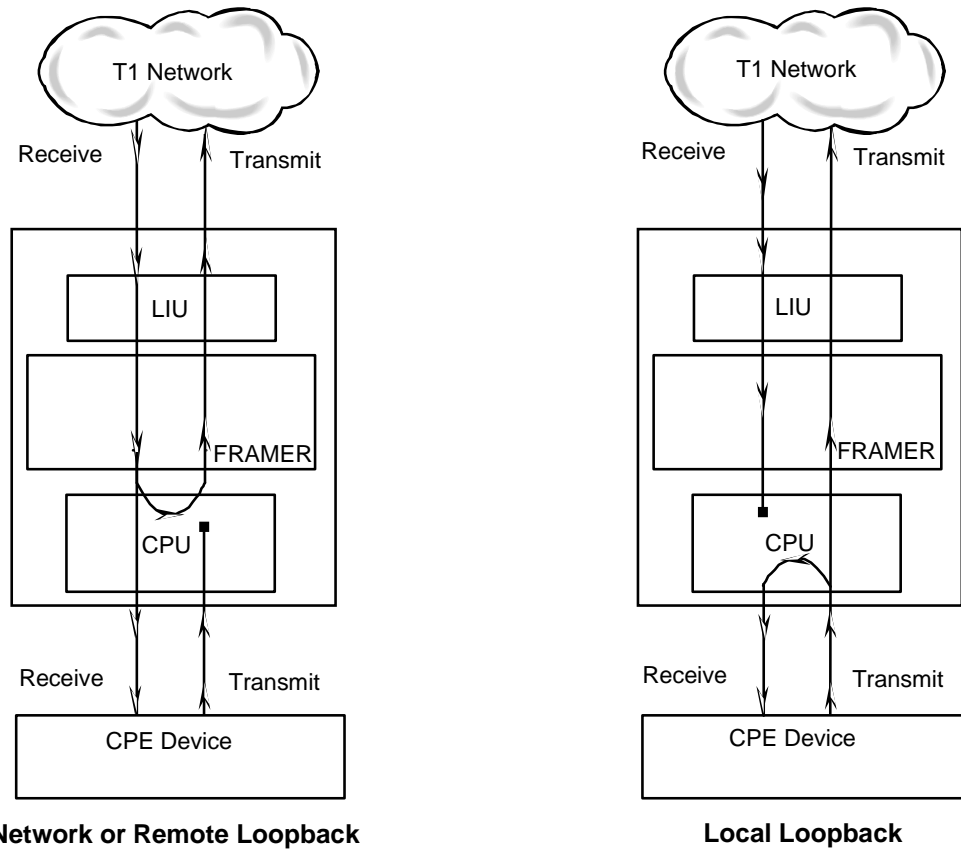 T1 Network
Receive
Transmit
LIU
FRAMER
CPU
Receive
Transmit
CPE Device
Network or Remote Loopback
T1 Network
Receive
Transmit
LIU
FRAMER
CPU
Receive
Transmit
CPE Device
Local Loopback